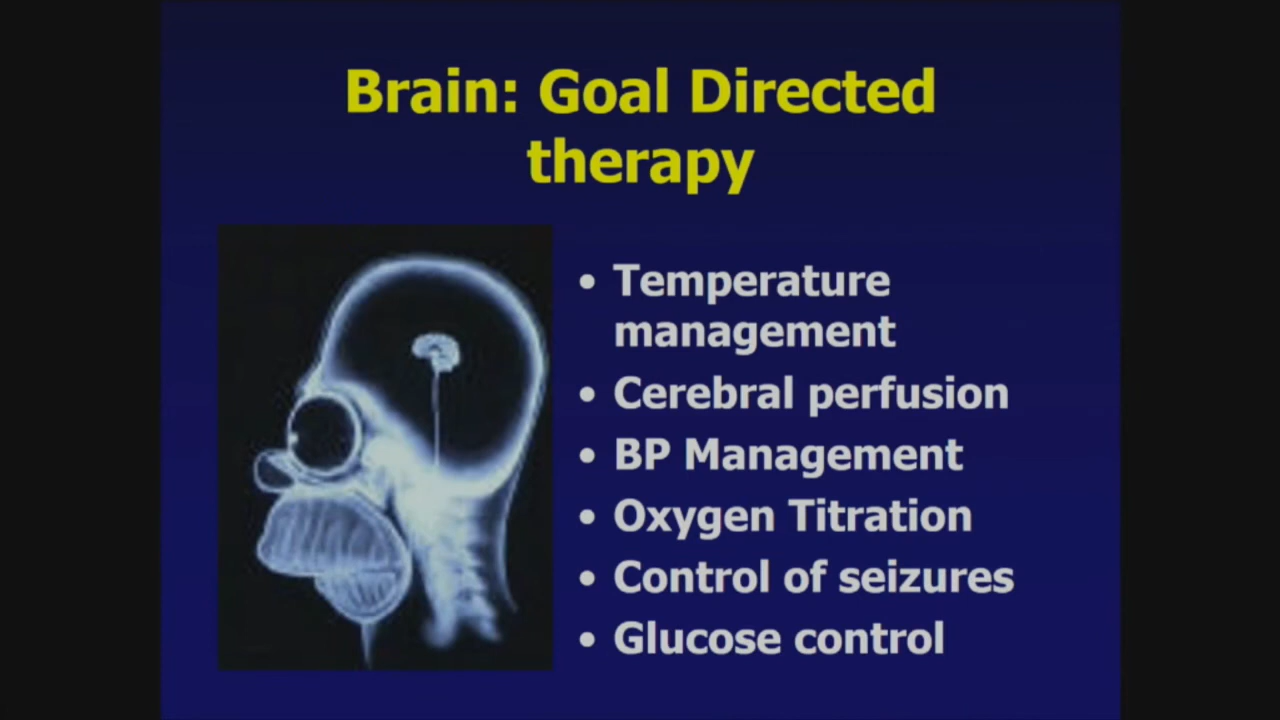 Brain: Goal Directed
therapy
• Temperature
management
• Cerebral perfusion
• BP Management
• Oxygen Titration
• Control of seizures
• Glucose control